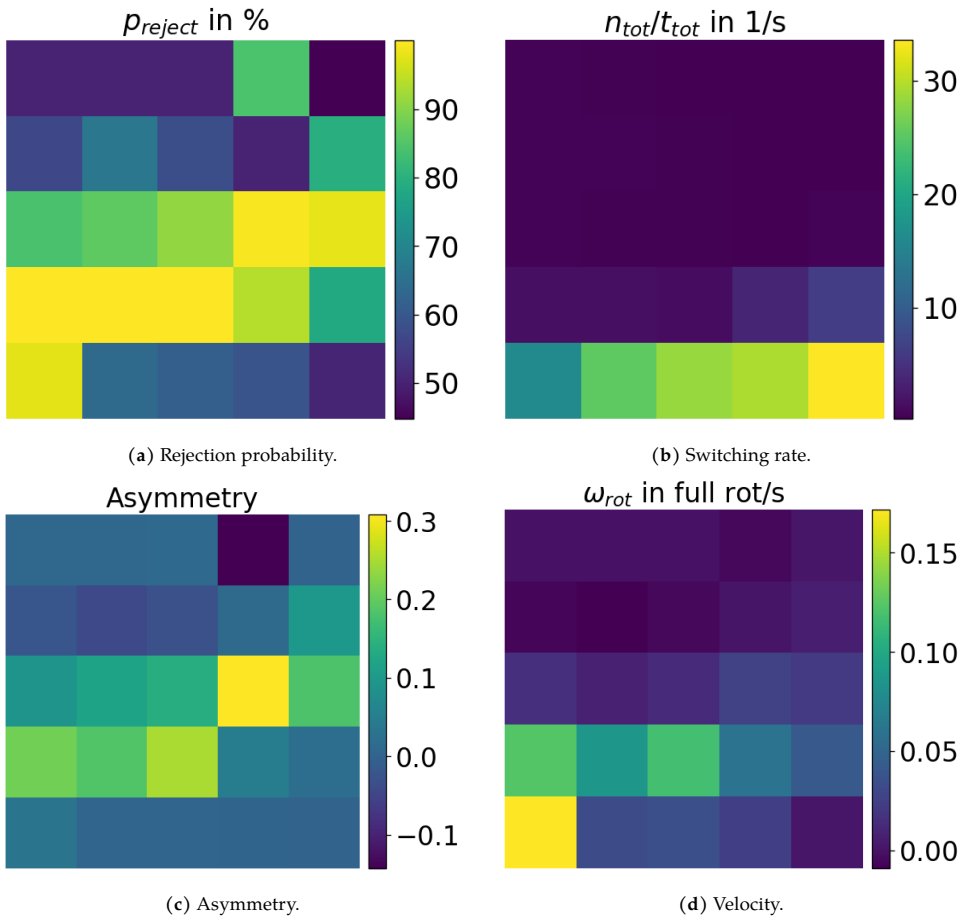 p_reject in %
90
80
70
60
50
(a) Rejection probability.
n_tot/t_tot in 1/s
30
20
10
(b) Switching rate.
Asymmetry
0.3
0.2
0.1
0.0
−0.1
(c) Asymmetry.
ω_rot in full rot/s
0.15
0.10
0.05
0.00
(d) Velocity.